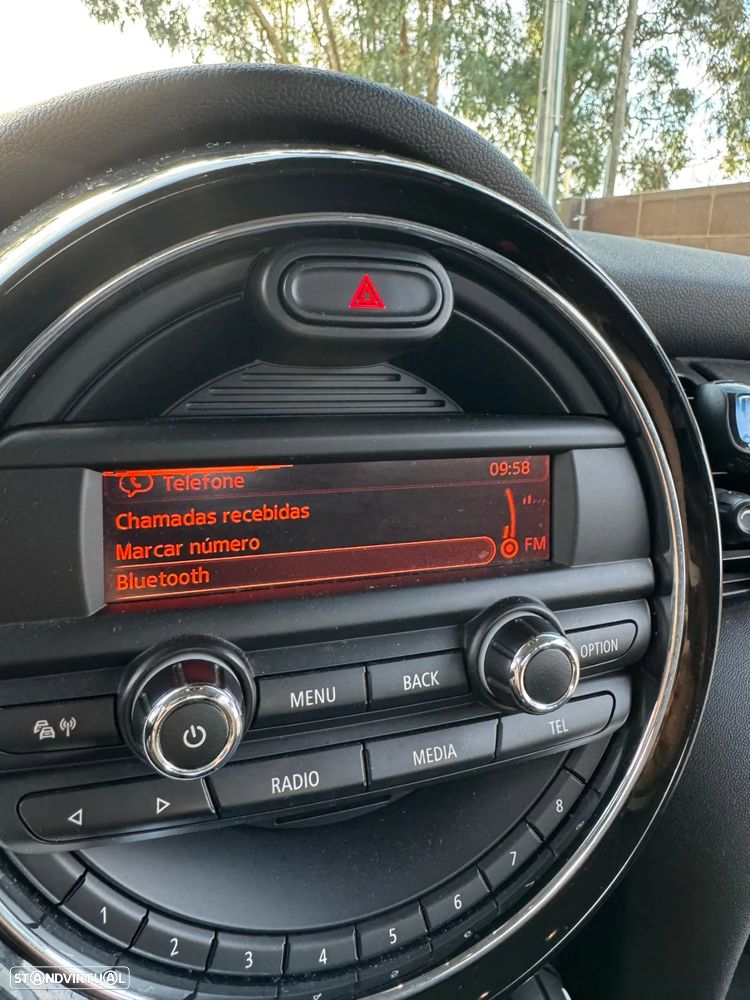 Telefone 09:58
Chamadas recebidas
Marcar número
FM
Bluetooth
MENU
BACK
OPTION
RADIO
MEDIA
TEL
1 2 3 4 5 6 7 8
STANDVIRTUAL